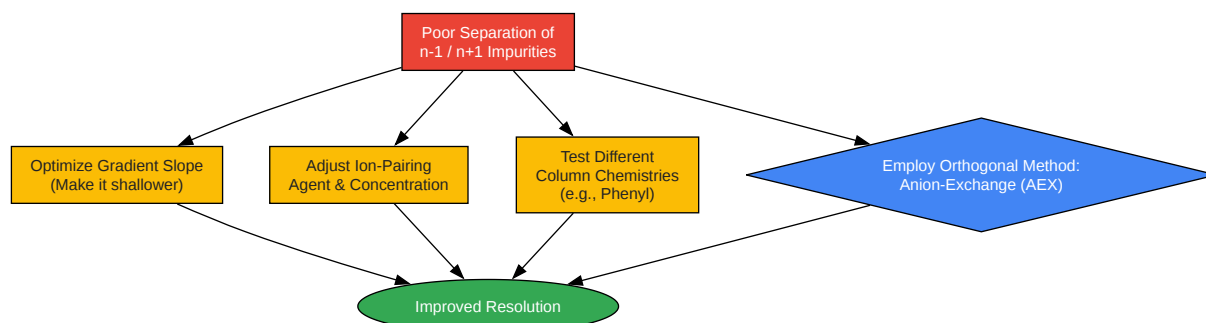 Poor Separation of
n-1 / n+1 Impurities
Optimize Gradient Slope
(Make it shallower)
Adjust Ion-Pairing
Agent & Concentration
Test Different
Column Chemistries
(e.g., Phenyl)
Employ Orthogonal Method:
Anion-Exchange (AEX)
Improved Resolution